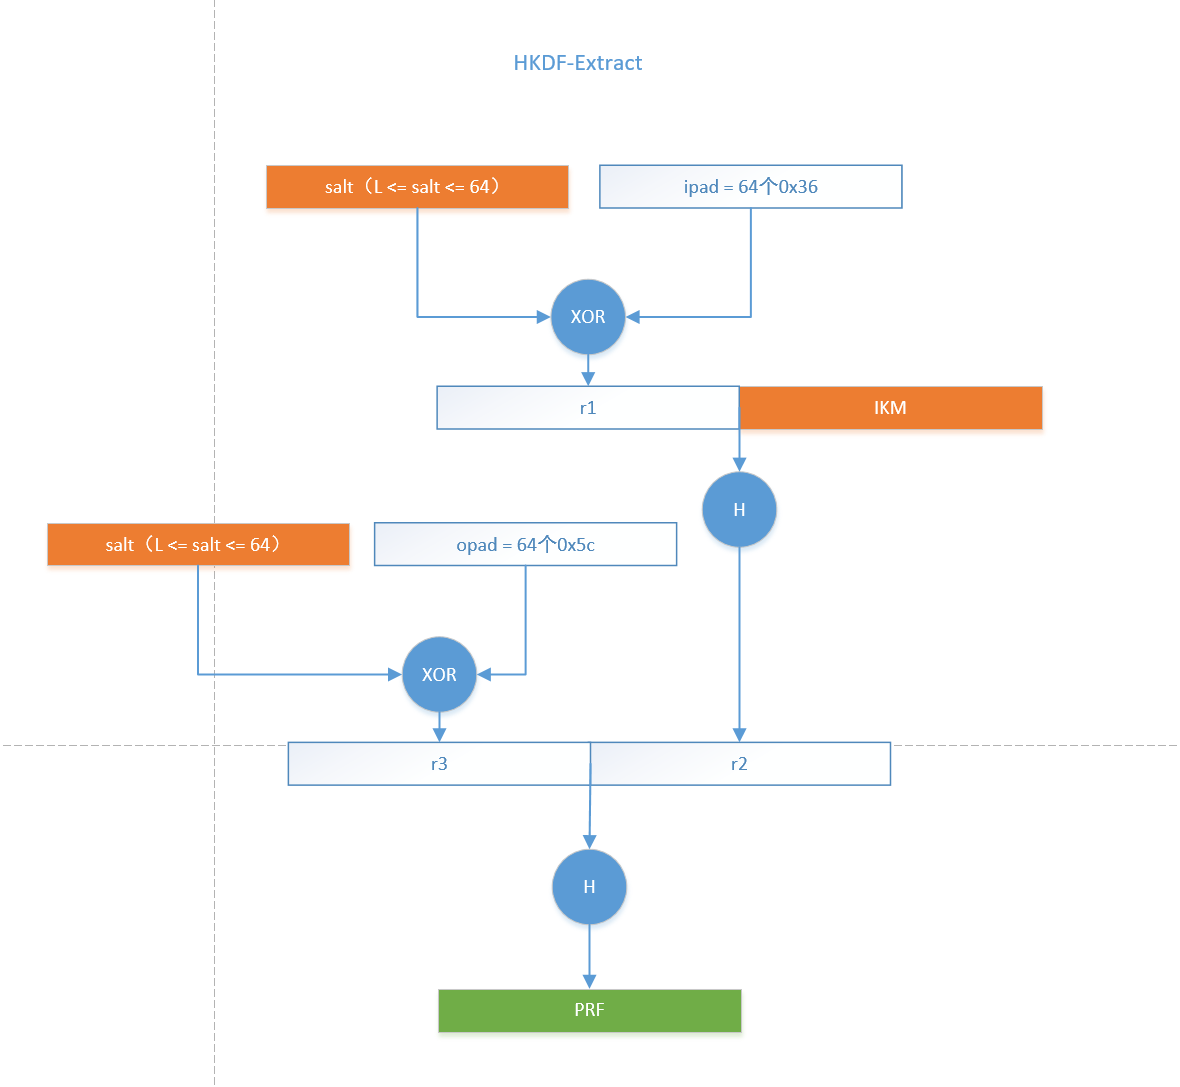 HKDF-Extract
salt（L <= salt <= 64）
ipad = 64个0x36
XOR
r1
IKM
H
salt（L <= salt <= 64）
opad = 64个0x5c
XOR
r3
r2
H
PRF